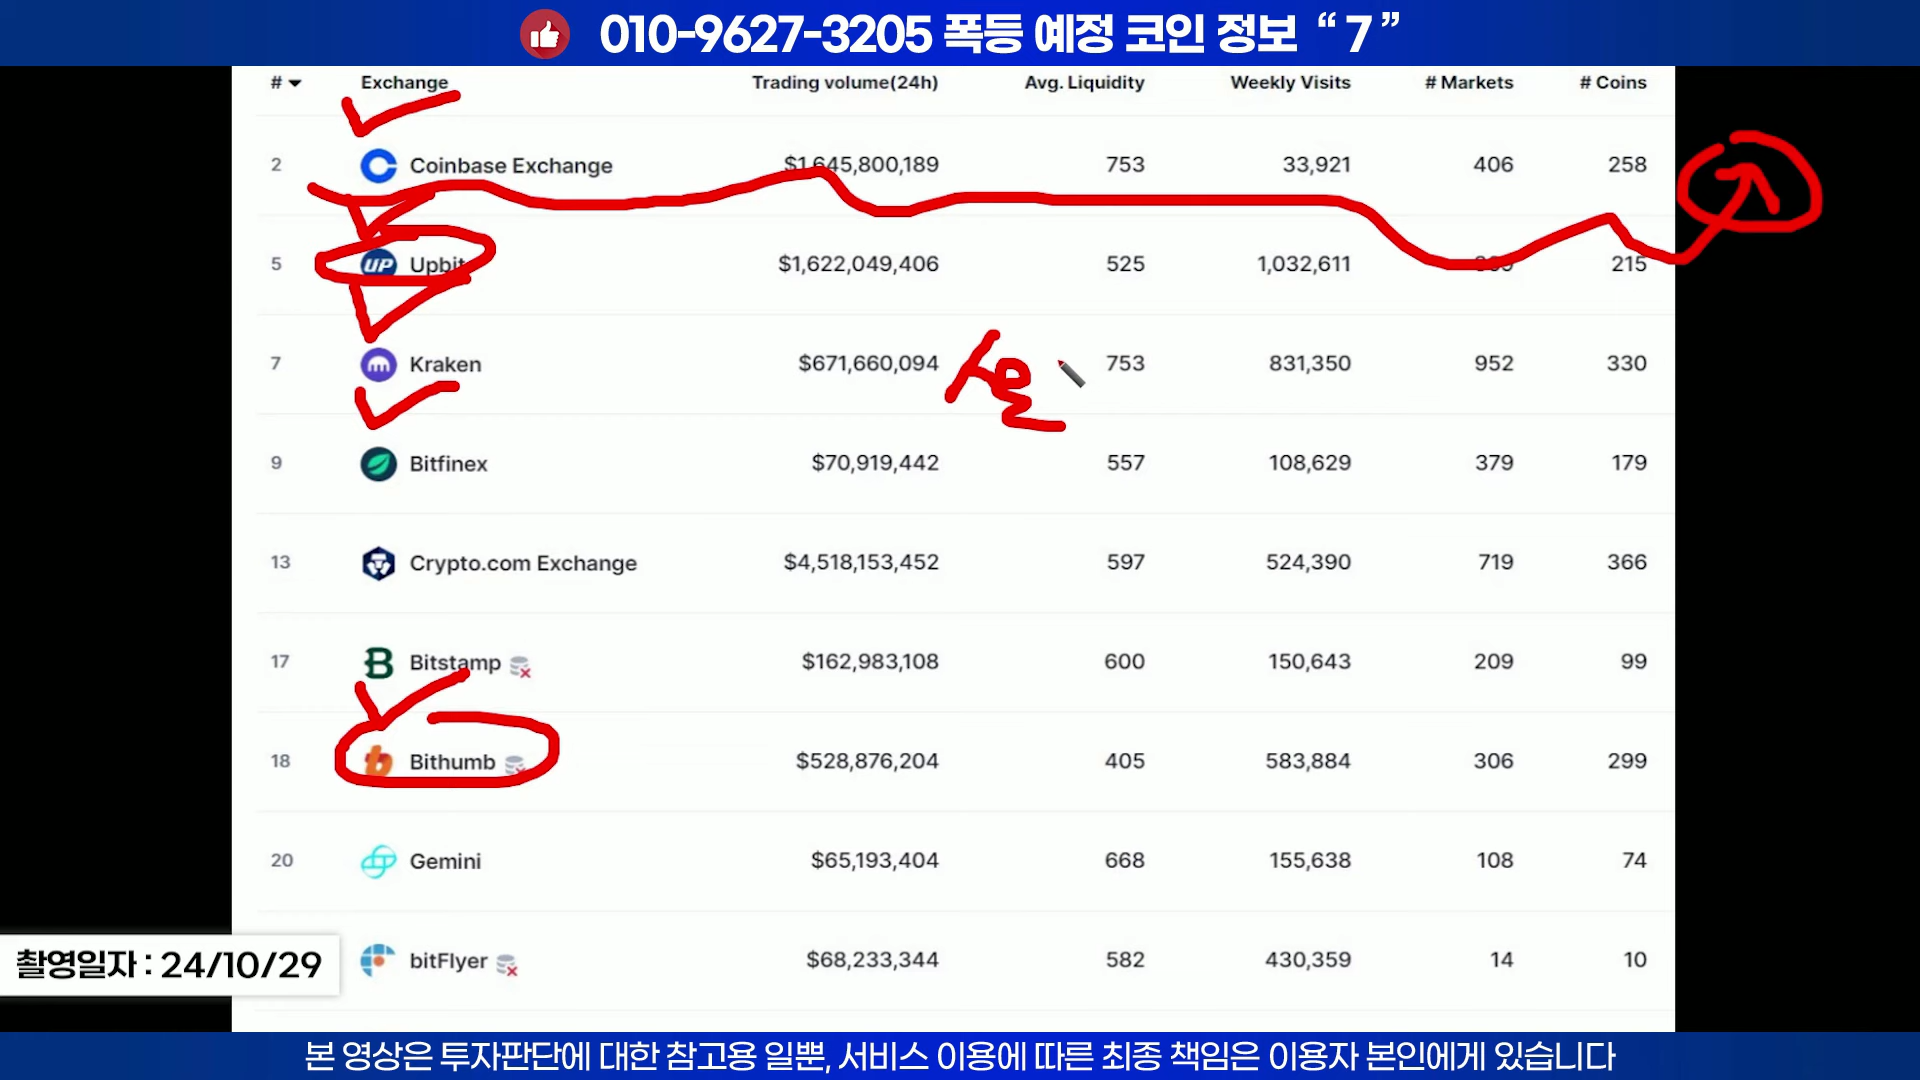 010-9627-3205 폭등 예정 코인 정보 “ 7 ”
# Exchange Trading volume(24h) Avg. Liquidity Weekly Visits # Markets # Coins
2 Coinbase Exchange $1,645,800,189 753 33,921 406 258
5 Upbit $1,622,049,406 525 1,032,611 215
7 Kraken $671,660,094 753 831,350 952 330
9 Bitfinex $70,919,442 557 108,629 379 179
13 Crypto.com Exchange $4,518,153,452 597 524,390 719 366
17 Bitstamp $162,983,108 600 150,643 209 99
18 Bithumb $528,876,204 405 583,884 306 299
20 Gemini $65,193,404 668 155,638 108 74
bitFlyer $68,233,344 582 430,359 14 10
촬영일자 : 24/10/29
본 영상은 투자판단에 대한 참고용 일뿐, 서비스 이용에 따른 최종 책임은 이용자 본인에게 있습니다